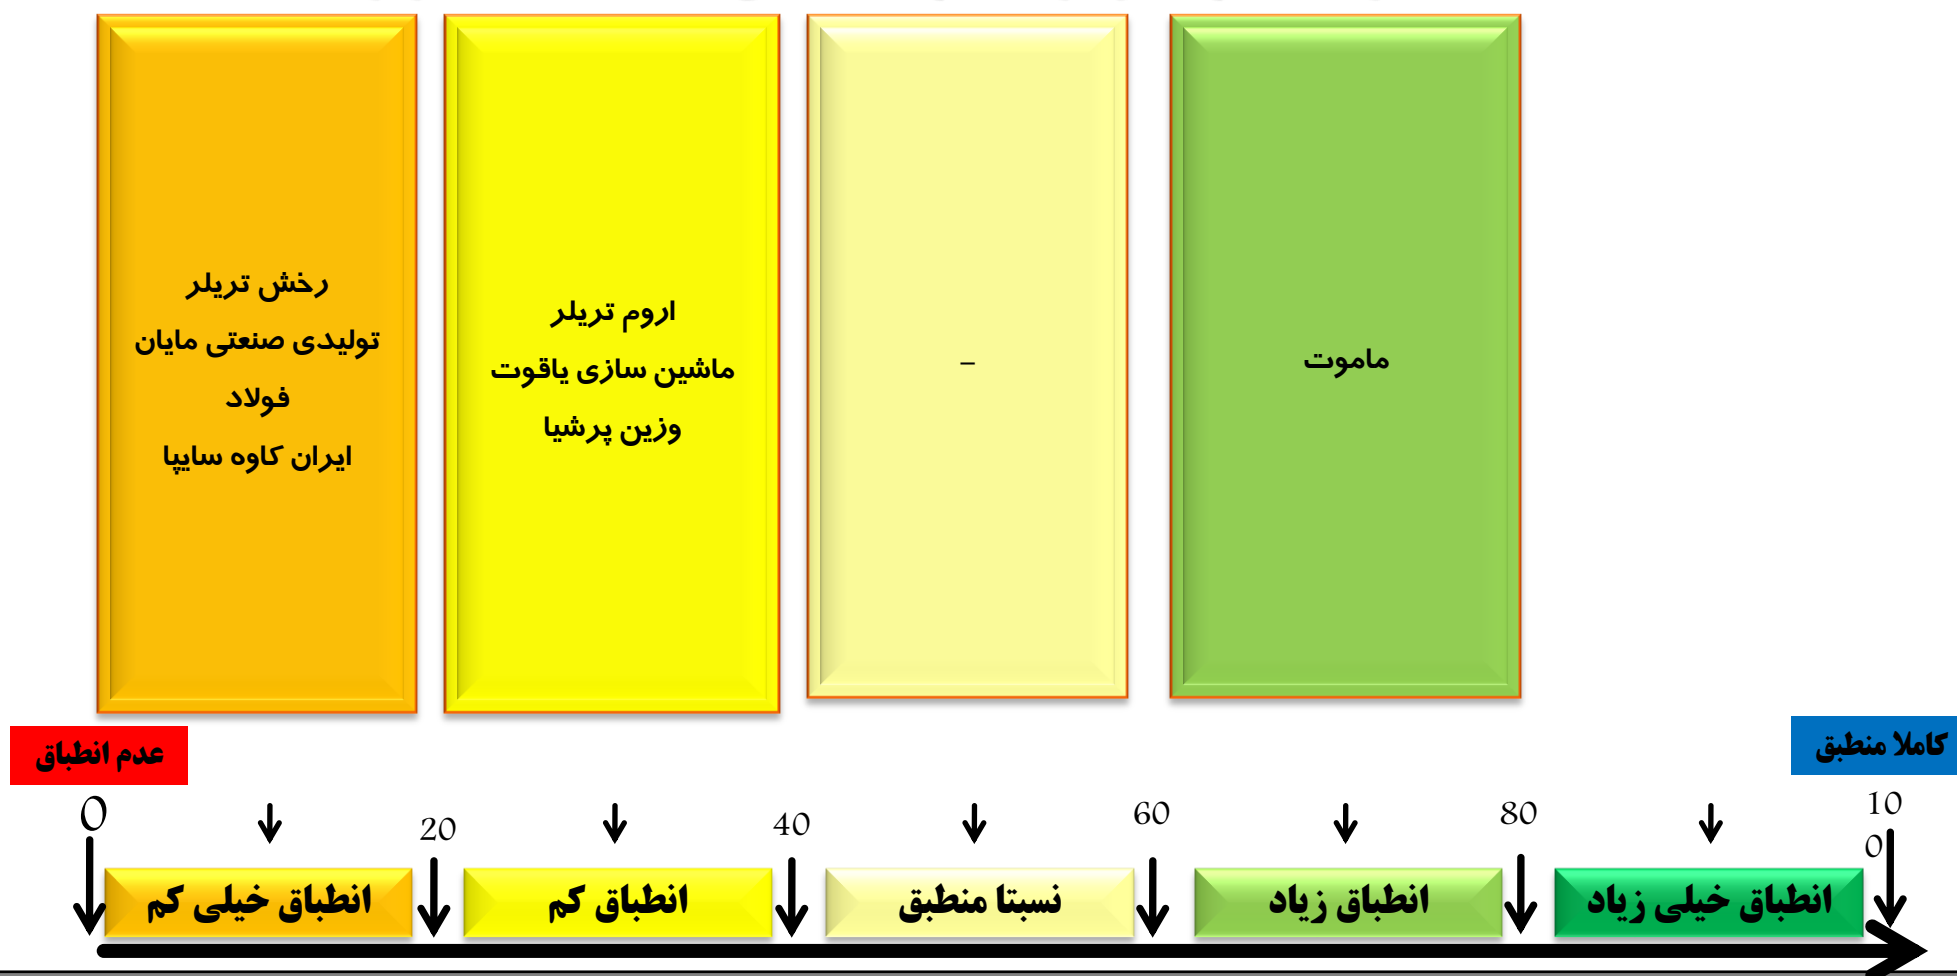 رخش تریلر
تولیدی صنعتی مایان
فولاد
ایران کاوه سایپا
اروم تریلر
ماشین سازی یاقوت
وزین پرشیا
-
ماموت
عدم انطباق
کاملا منطبق
0
20
40
60
80
10
0
انطباق خیلی کم
انطباق کم
نسبتا منطبق
انطباق زیاد
انطباق خیلی زیاد